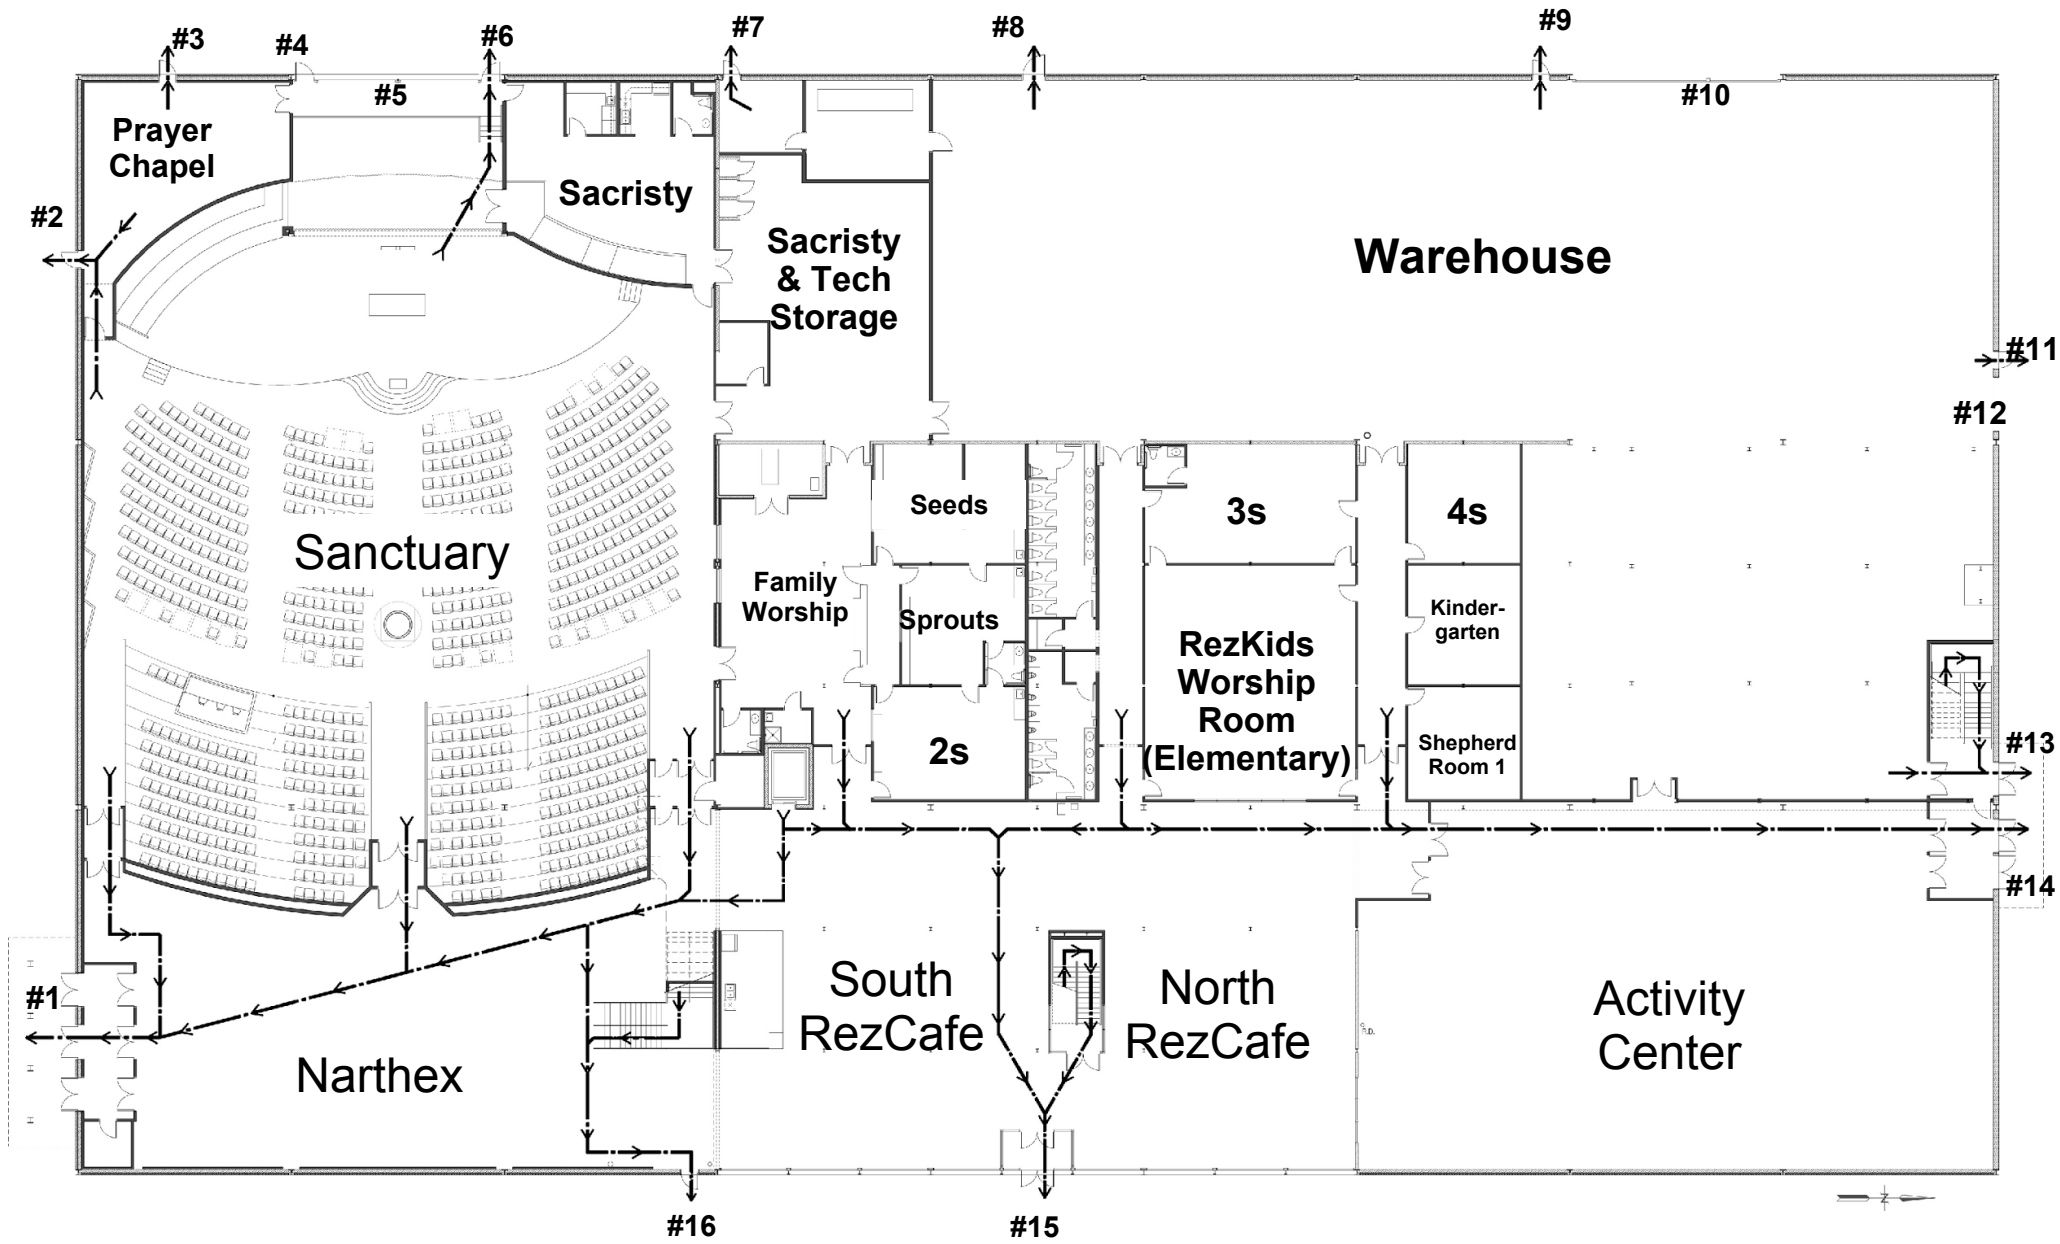 #3
#4
#6
#7
#8
#9
#5
#10
Prayer
Chapel
Sacristy
#2
Sacristy
& Tech
Storage
Warehouse
#11
#12
Seeds
3s
4s
Sanctuary
Family
Worship
Sprouts
Kinder-
garten
RezKids
Worship
Room
(Elementary)
2s
Shepherd
Room 1
#13
#14
#1
South
RezCafe
North
RezCafe
Activity
Center
Narthex
#16
#15
Z